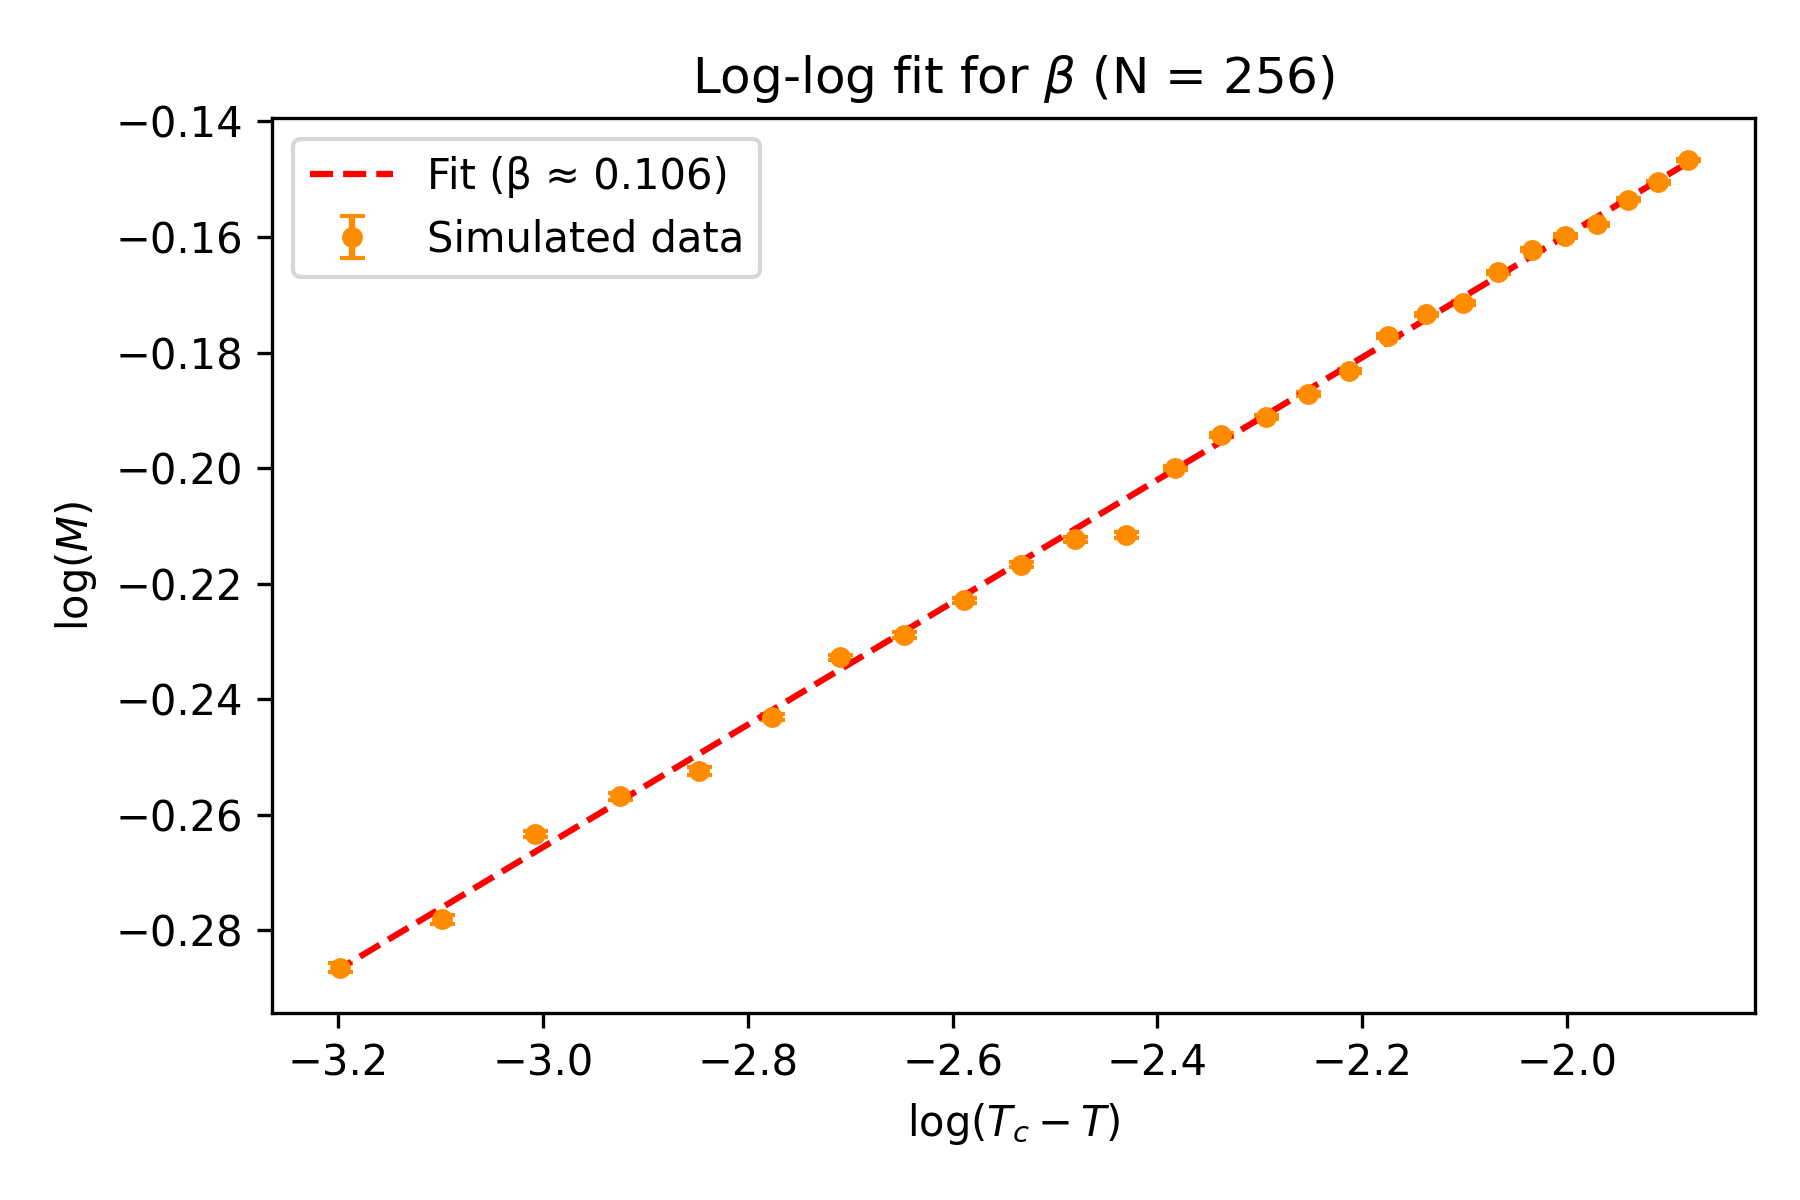 Log-log fit for β (N = 256)
Fit (β ≈ 0.106)
Simulated data
−0.14
−0.16
−0.18
−0.20
−0.22
−0.24
−0.26
−0.28
log(M)
−3.2 −3.0 −2.8 −2.6 −2.4 −2.2 −2.0
log(T_c − T)